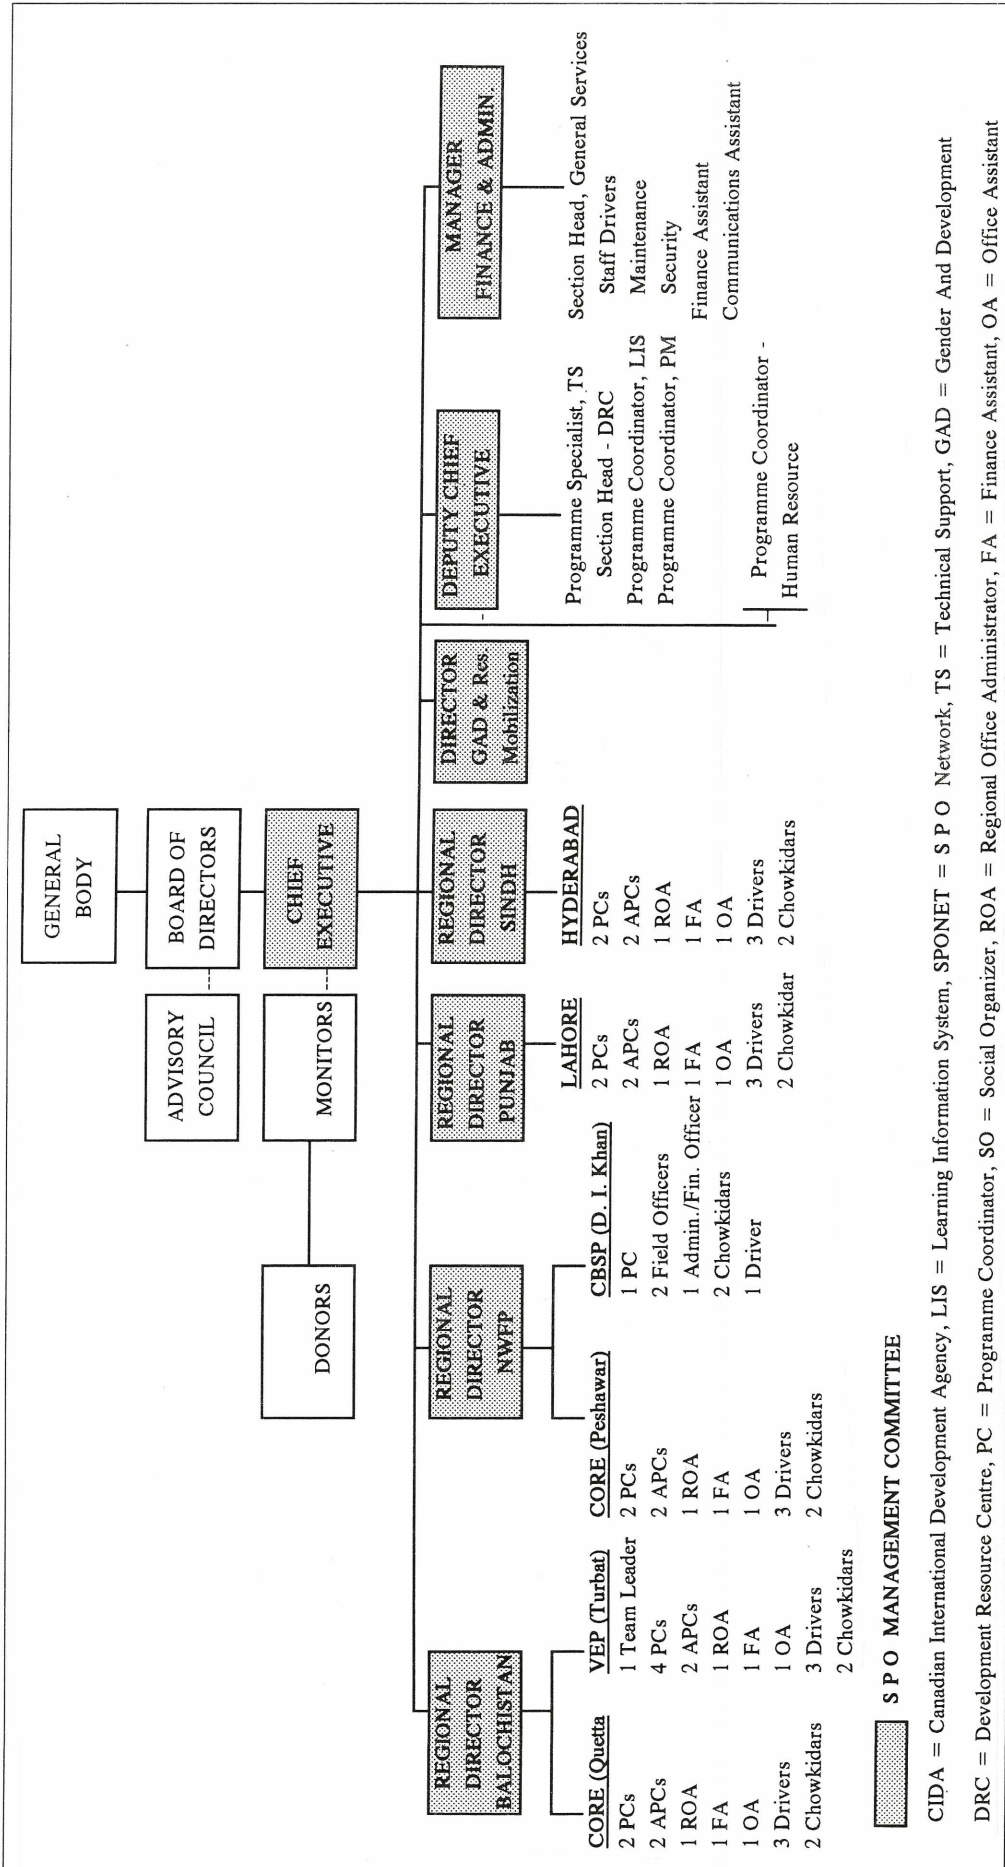 GENERAL
BODY
ADVISORY
COUNCIL
BOARD OF
DIRECTORS
DONORS
MONITORS
CHIEF
EXECUTIVE
REGIONAL
DIRECTOR
BALOCHISTAN
REGIONAL
DIRECTOR
NWFP
REGIONAL
DIRECTOR
PUNJAB
REGIONAL
DIRECTOR
SINDH
DIRECTOR
GAD & Res.
Mobilization
DEPUTY CHIEF
EXECUTIVE
MANAGER
FINANCE & ADMIN.
CORE (Quetta
2 PCs
2 APCs
1 ROA
1 FA
1 OA
3 Drivers
2 Chowkidars
VEP (Turbat)
1 Team Leader
4 PCs
2 APCs
1 ROA
1 FA
1 OA
3 Drivers
2 Chowkidars
CORE (Peshawar)
2 PCs
2 APCs
1 ROA
1 FA
1 OA
3 Drivers
2 Chowkidars
CBSP (D. I. Khan)
1 PC
2 Field Officers
1 Admin./Fin. Officer
2 Chowkidars
1 Driver
LAHORE
2 PCs
2 APCs
1 ROA
1 FA
1 OA
3 Drivers
2 Chowkidar
HYDERABAD
2 PCs
2 APCs
1 ROA
1 FA
1 OA
3 Drivers
2 Chowkidars
Programme Specialist, TS
Section Head - DRC
Programme Coordinator, LIS
Programme Coordinator, PM
Programme Coordinator -
Human Resource
Section Head, General Services
Staff Drivers
Maintenance
Security
Finance Assistant
Communications Assistant
S P O MANAGEMENT COMMITTEE
CIDA = Canadian International Development Agency, LIS = Learning Information System, SPONET = S P O Network, TS = Technical Support, GAD = Gender And Development
DRC = Development Resource Centre, PC = Programme Coordinator, SO = Social Organizer, ROA = Regional Office Administrator, FA = Finance Assistant, OA = Office Assistant